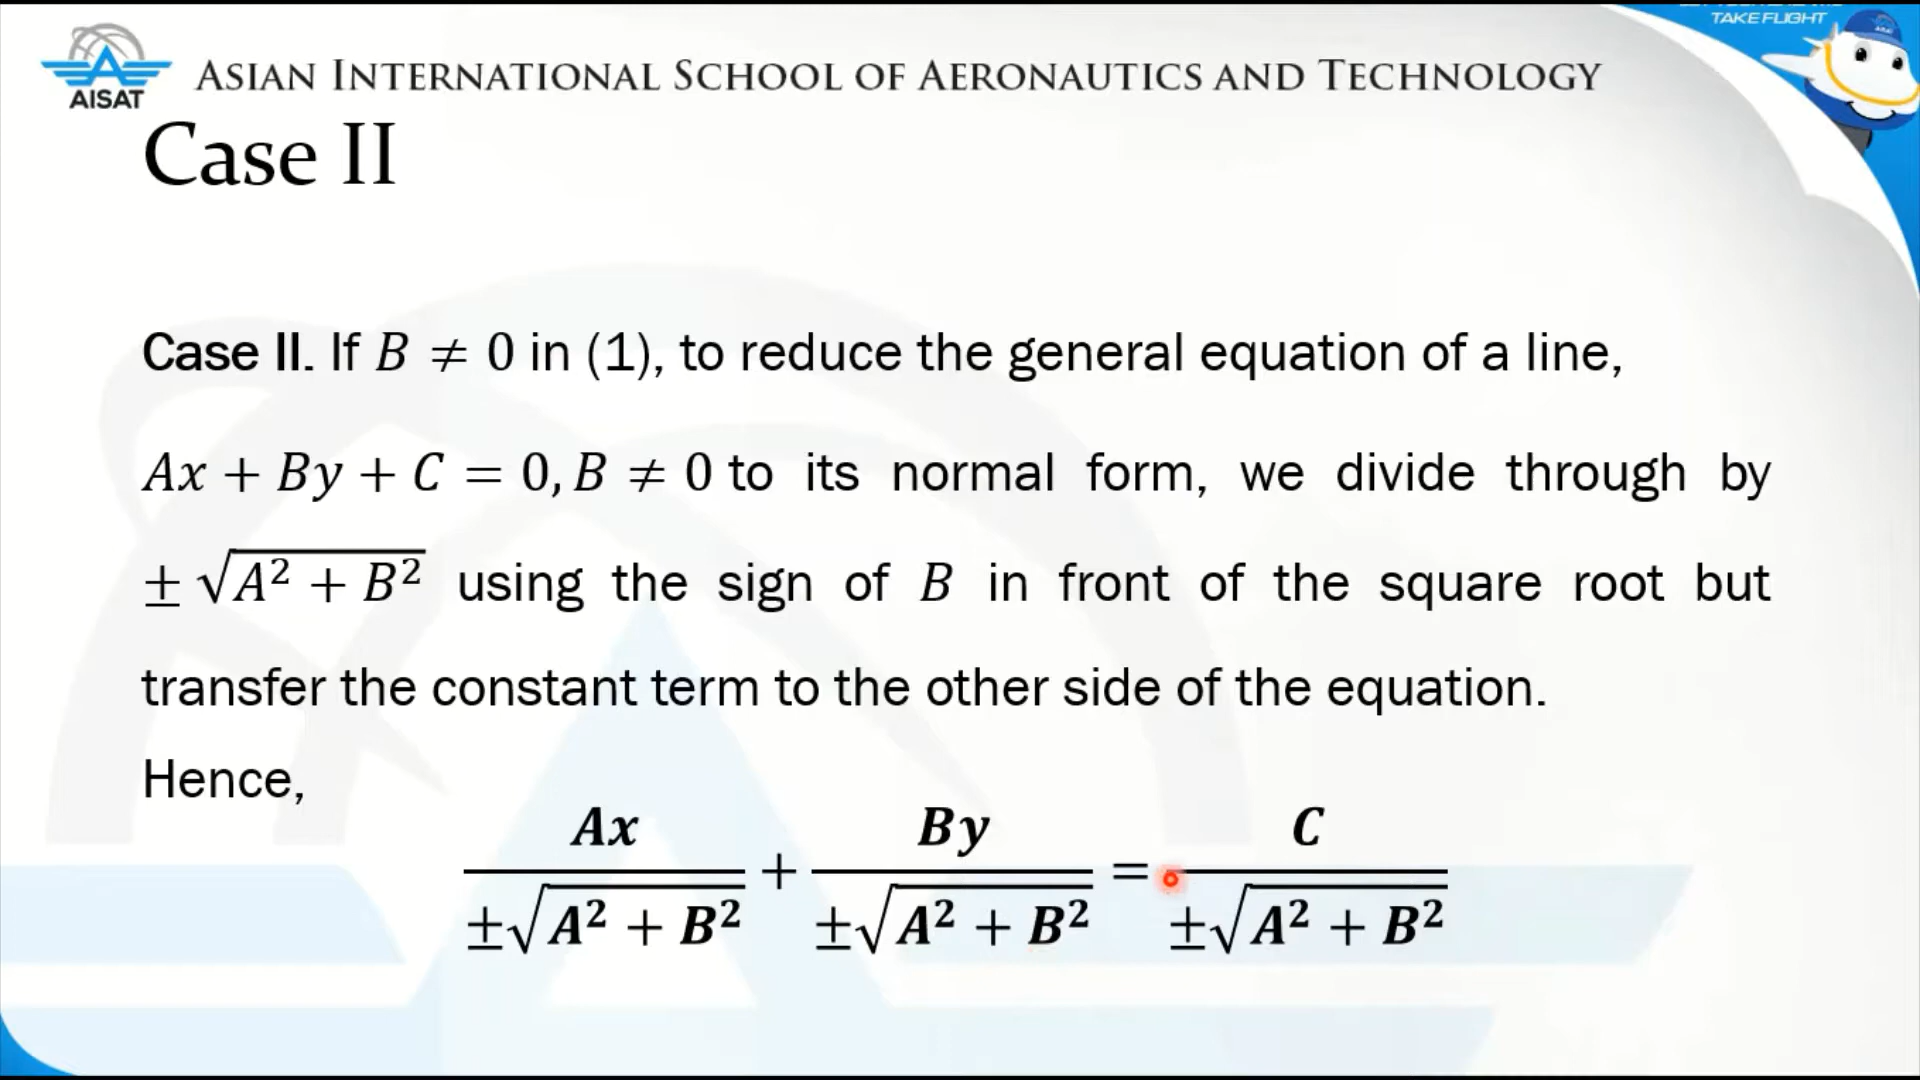 TAKE FLIGHT
AISAT
ASIAN INTERNATIONAL SCHOOL OF AERONAUTICS AND TECHNOLOGY
Case II
Case II. If B ≠ 0 in (1), to reduce the general equation of a line,
Ax + By + C = 0, B ≠ 0 to its normal form, we divide through by
± √(A² + B²) using the sign of B in front of the square root but
transfer the constant term to the other side of the equation.
Hence,
Ax/±√(A² + B²) + By/±√(A² + B²) = C/±√(A² + B²)